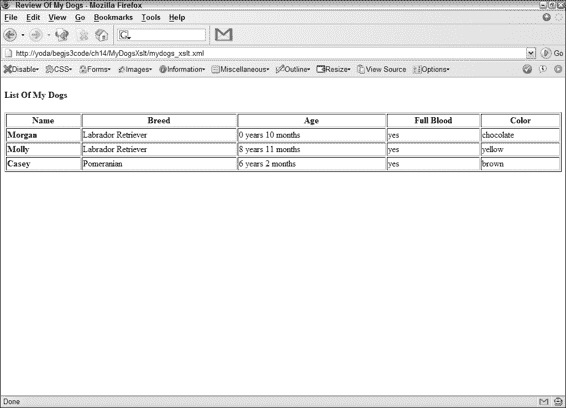 Review Of My Dogs - Mozilla Firefox
File Edit View Go Bookmarks Tools Help
G
http://yoda/begjs3code/ch14/MyDogsXslt/mydogs_xslt.xml Go
Disable CSS Forms Images Information Miscellaneous Outline Resize View Source Options
List Of My Dogs
Name Breed Age Full Blood Color
Morgan Labrador Retriever 0 years 10 months yes chocolate
Molly Labrador Retriever 8 years 11 months yes yellow
Casey Pomeranian 6 years 2 months yes brown
Done